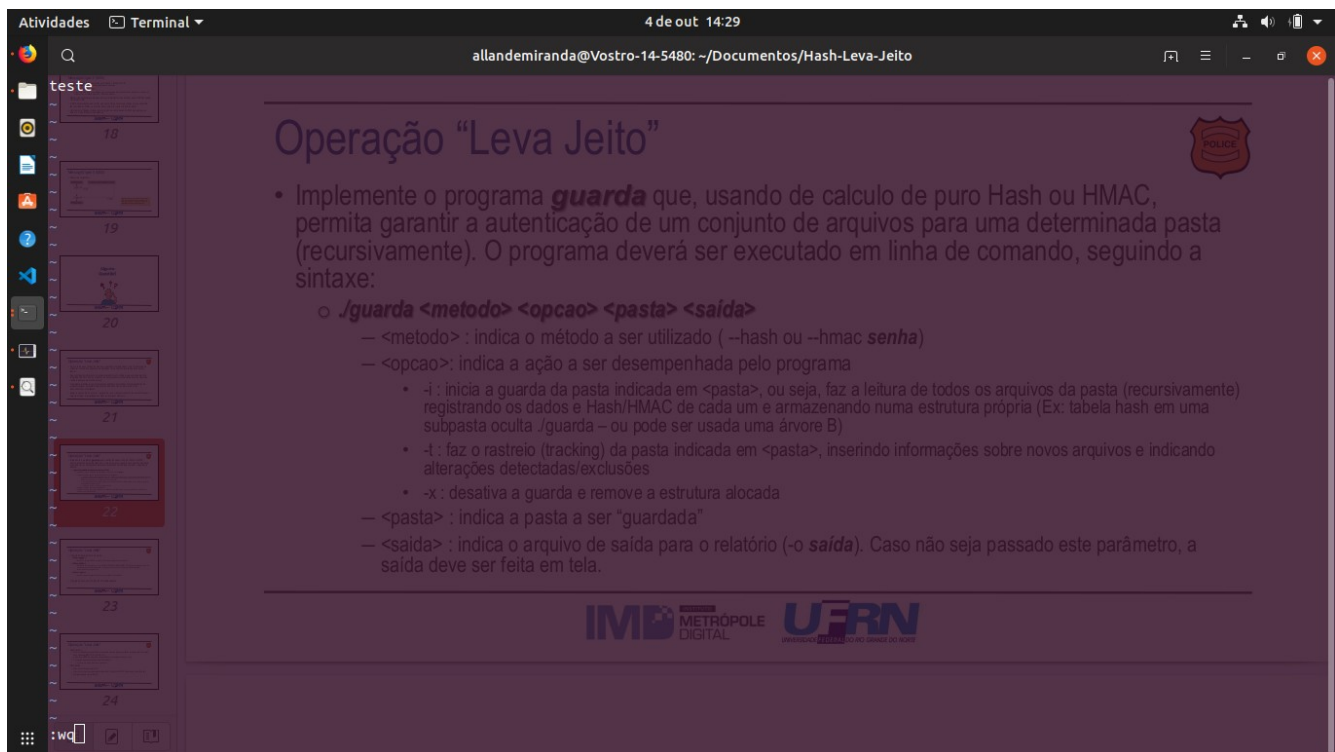 Atividades Terminal 4 de out 14:29
allandemiranda@Vostro-14-5480: ~/Documentos/Hash-Leva-Jeito
teste
~
18
19
20
21
22
23
24
Operação “Leva Jeito”
POLICE
• Implemente o programa guarda que, usando de calculo de puro Hash ou HMAC,
permita garantir a autenticação de um conjunto de arquivos para uma determinada pasta
(recursivamente). O programa deverá ser executado em linha de comando, seguindo a
sintaxe:
o ./guarda <metodo> <opcao> <pasta> <saída>
— <metodo> : indica o método a ser utilizado ( --hash ou --hmac senha)
— <opcao>: indica a ação a ser desempenhada pelo programa
• -i : inicia a guarda da pasta indicada em <pasta>, ou seja, faz a leitura de todos os arquivos da pasta (recursivamente)
registrando os dados e Hash/HMAC de cada um e armazenando numa estrutura própria (Ex: tabela hash em uma
subpasta oculta ./guarda – ou pode ser usada uma árvore B)
• -t : faz o rastreio (tracking) da pasta indicada em <pasta>, inserindo informações sobre novos arquivos e indicando
alterações detectadas/exclusões
• -x : desativa a guarda e remove a estrutura alocada
— <pasta> : indica a pasta a ser “guardada”
— <saida> : indica o arquivo de saída para o relatório (-o saída). Caso não seja passado este parâmetro, a
saída deve ser feita em tela.
IMD
METRÓPOLE
DIGITAL
UFRN
UNIVERSIDADE FEDERAL DO RIO GRANDE DO NORTE
:wq